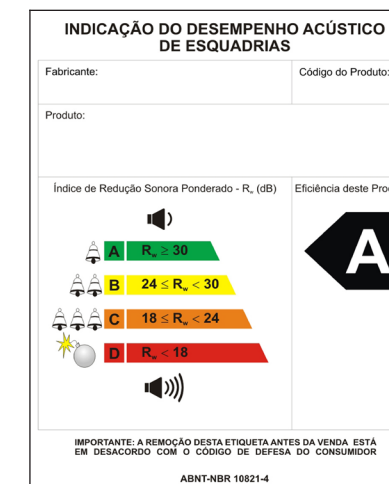 INDICAÇÃO DO DESEMPENHO ACÚSTICO
DE ESQUADRIAS
Fabricante:
Código do Produto:
Produto:
Índice de Redução Sonora Ponderado - Rw (dB)
Eficiência deste
A
A Rw ≥ 30
B 24 ≤ Rw < 30
C 18 ≤ Rw < 24
D Rw < 18
IMPORTANTE: A REMOÇÃO DESTA ETIQUETA ANTES DA VENDA ESTÁ
EM DESACORDO COM O CÓDIGO DE DEFESA DO CONSUMIDOR
ABNT-NBR 10821-4